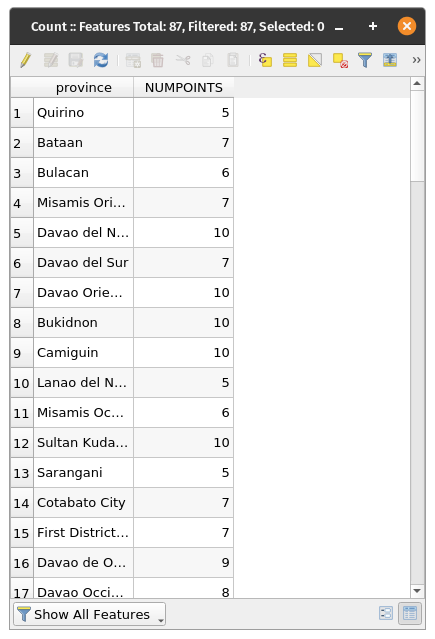 Count :: Features Total: 87, Filtered: 87, Selected: 0
province NUMPOINTS
1 Quirino 5
2 Bataan 7
3 Bulacan 6
4 Misamis Ori... 7
5 Davao del N... 10
6 Davao del Sur 7
7 Davao Orie... 10
8 Bukidnon 10
9 Camiguin 10
10 Lanao del N... 5
11 Misamis Oc... 6
12 Sultan Kuda... 10
13 Sarangani 5
14 Cotabato City 7
15 First District... 7
16 Davao de O... 9
17 Davao Occi... 8
Show All Features